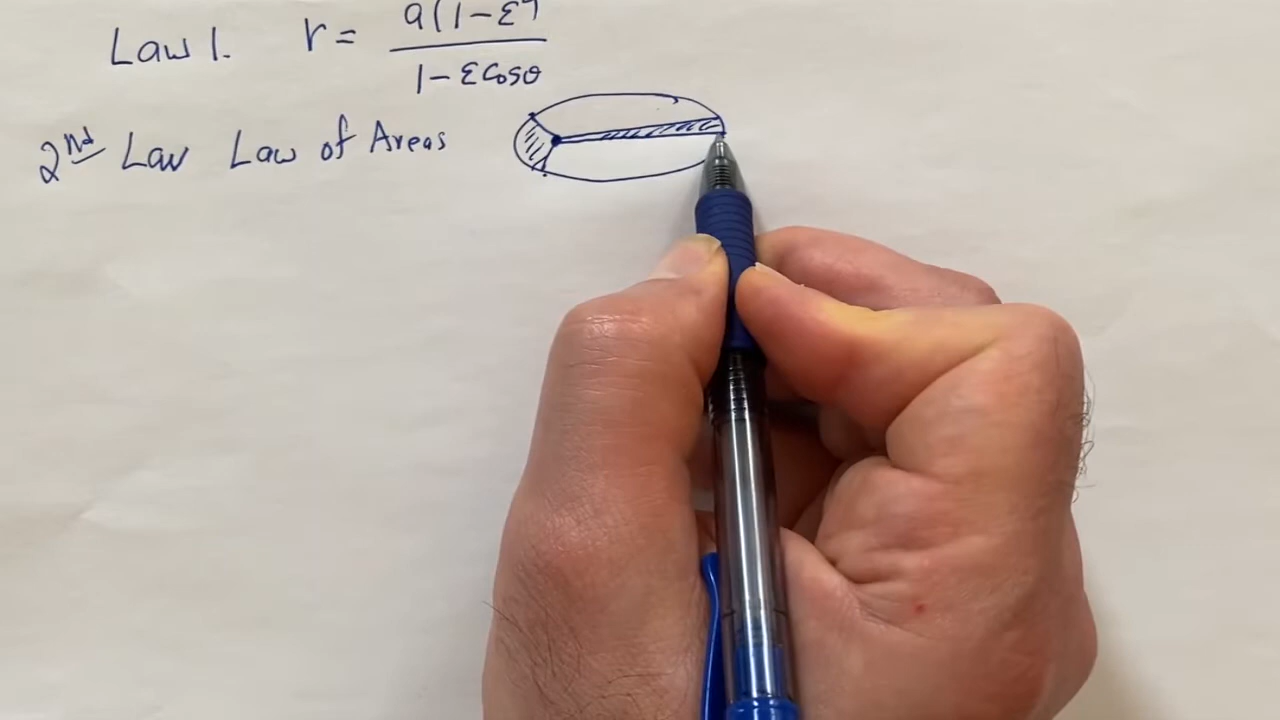 Law 1. r = a(1-ε²) / 1-εcosθ
2nd Law Law of Areas